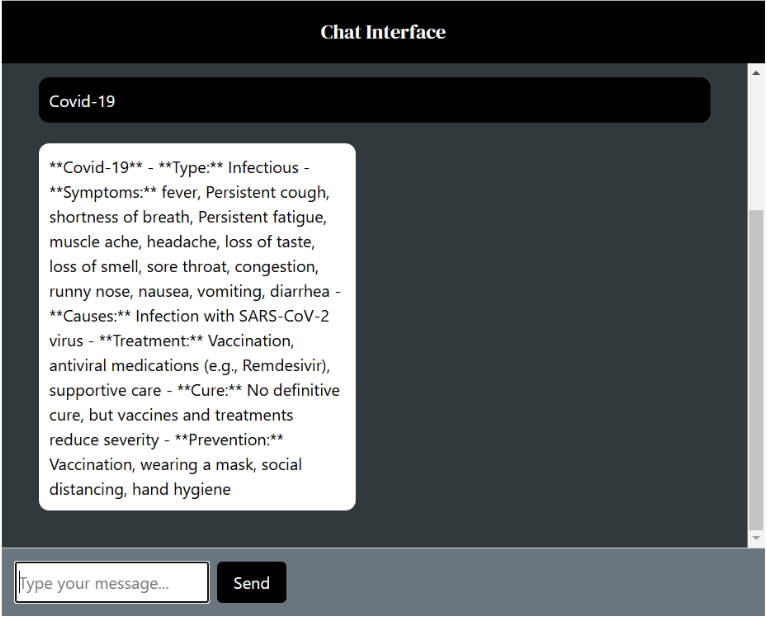 Chat Interface
Covid-19
**Covid-19** - **Type:** Infectious -
**Symptoms:** fever, Persistent cough,
shortness of breath, Persistent fatigue,
muscle ache, headache, loss of taste,
loss of smell, sore throat, congestion,
runny nose, nausea, vomiting, diarrhea -
**Causes:** Infection with SARS-CoV-2
virus - **Treatment:** Vaccination,
antiviral medications (e.g., Remdesivir),
supportive care - **Cure:** No definitive
cure, but vaccines and treatments
reduce severity - **Prevention:**
Vaccination, wearing a mask, social
distancing, hand hygiene
Type your message... Send